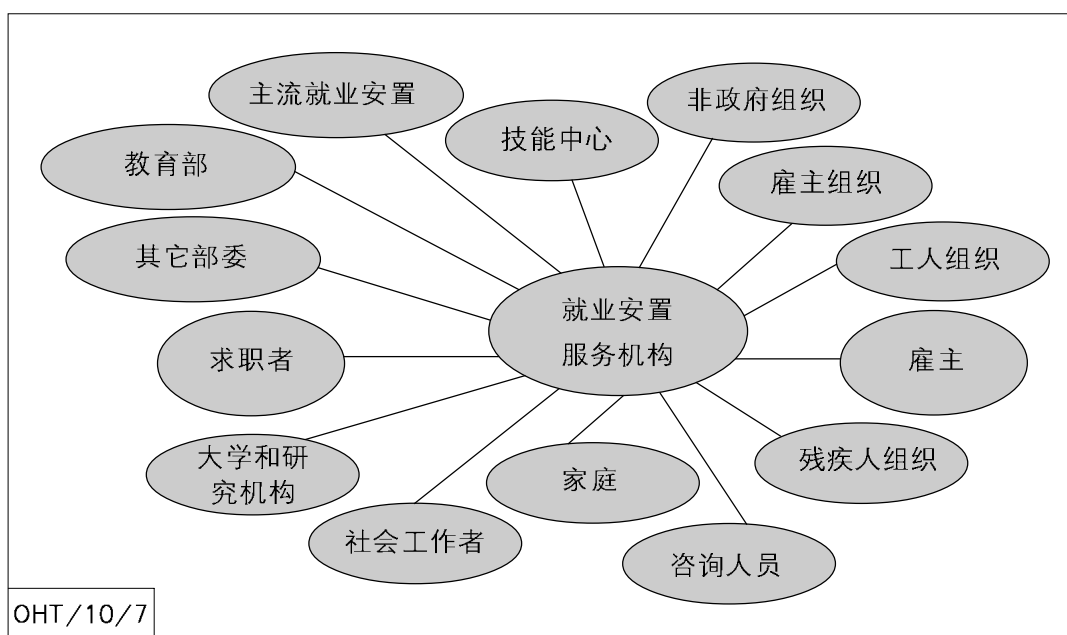 主流就业安置
技能中心
非政府组织
教育部
雇主组织
其它部委
工人组织
就业安置
服务机构
求职者
雇主
大学和研
究机构
家庭
残疾人组织
社会工作者
咨询人员
OHT/10/7